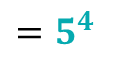 = 5⁴